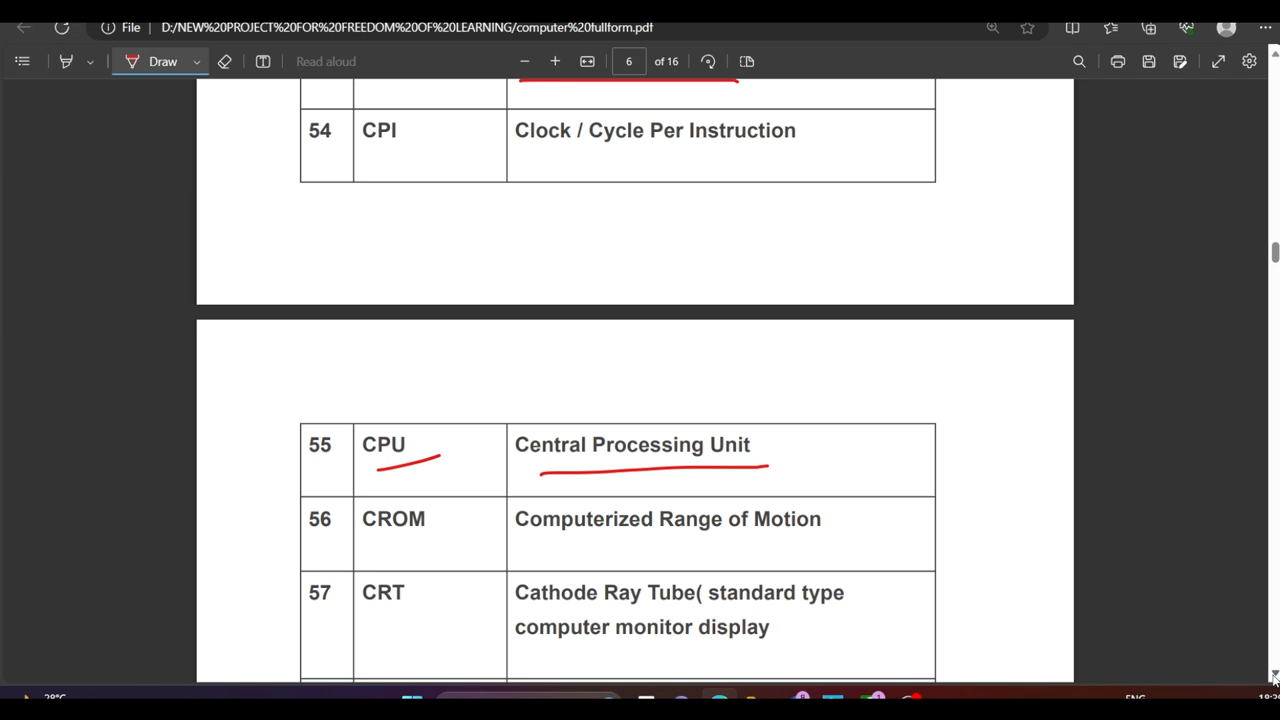 File D:/NEW%20PROJECT%20FOR%20FREEDOM%20OF%20LEARNING/computer%20fullform.pdf
Draw Read aloud 6 of 16
54 CPI Clock / Cycle Per Instruction
55 CPU Central Processing Unit
56 CROM Computerized Range of Motion
57 CRT Cathode Ray Tube( standard type
computer monitor display
28°C
ENG